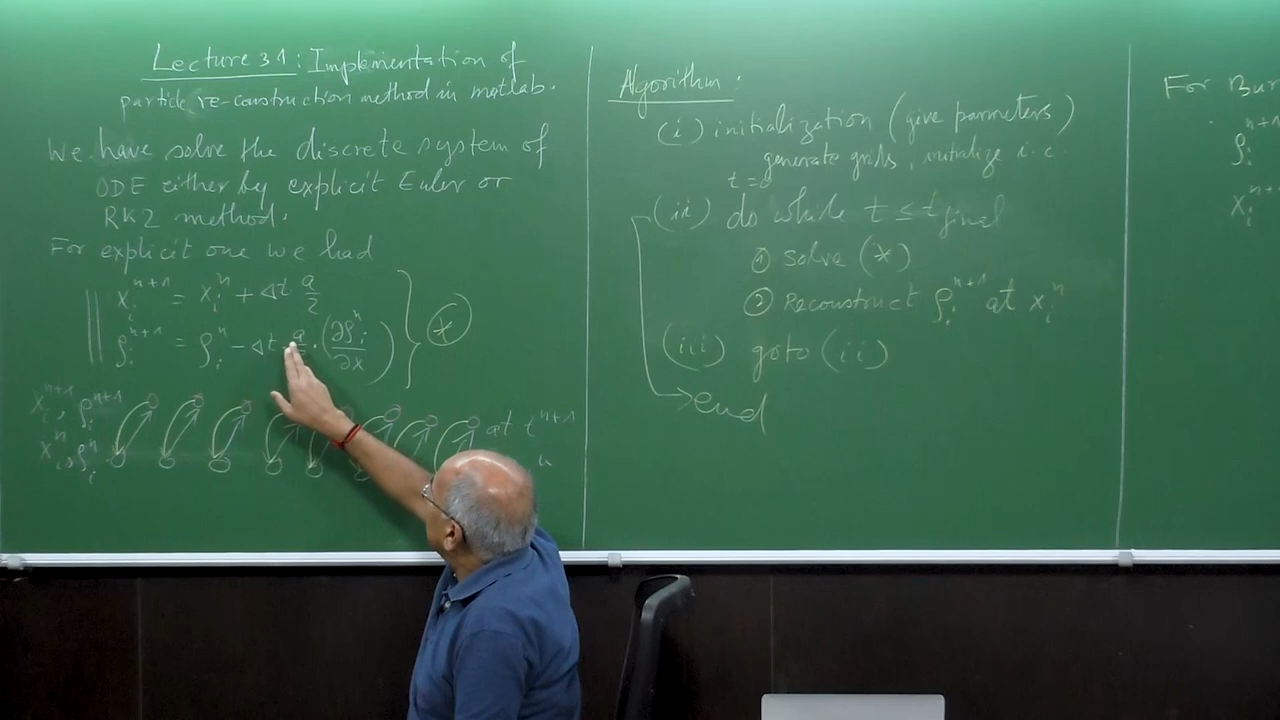 Lecture 31: Implementation of
particle re-construction method in matlab.
We have solve the discrete system of
ODE either by explicit Euler or
RK2 method.
For explicit one we had
x_i^{n+1} = x_i^n + Δt a/2
ρ_i^{n+1} = ρ_i^n - Δt a/2 · (∂ρ_i^n/∂x)
(*)
x_i^{n+1}, ρ_i^{n+1}
at t^{n+1}
x_i^n, ρ_i^n
Algorithm:
(i) initialization (give parmeters)
generate grids, initialize i.c.
t = 0
(ii) do while t ≤ t_final
① solve (*)
② Reconstruct ρ_i^{n+1} at x_i^n
(iii) goto (ii)
end
For Bur
ρ_i^{n+1}
x_i^{n+1}